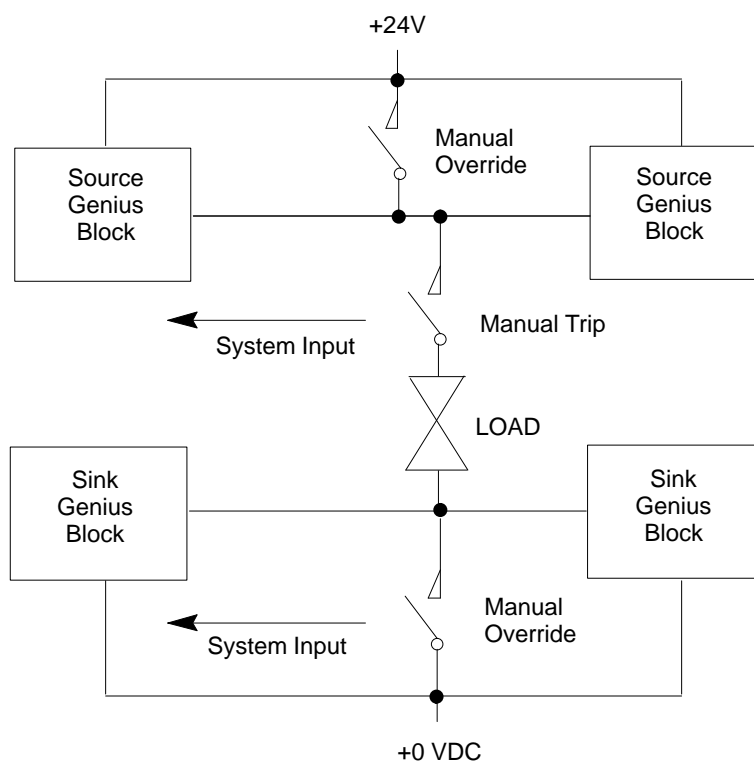 +24V
Manual
Override
Source
Genius
Block
Source
Genius
Block
Manual Trip
System Input
LOAD
Sink
Genius
Block
Sink
Genius
Block
Manual
Override
System Input
+0 VDC